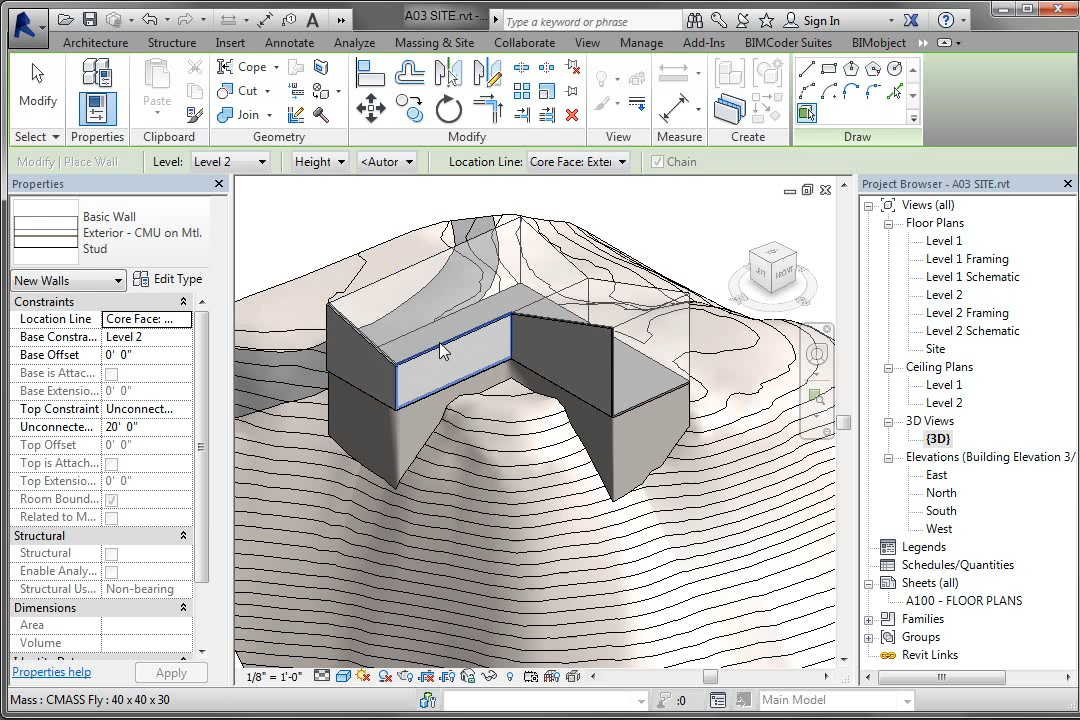 A03 SITE.rvt -...
Type a keyword or phrase
Sign In
Architecture Structure Insert Annotate Analyze Massing & Site Collaborate View Manage Add-Ins BIMCoder Suites BIMobject
Modify
Select
Properties
Paste
Clipboard
Cope
Cut
Join
Geometry
Modify
View
Measure
Create
Draw
Modify | Place Wall
Level: Level 2
Height
<Autor
Location Line: Core Face: Exter
Chain
Properties
Basic Wall
Exterior - CMU on Mtl.
Stud
New Walls
Edit Type
Constraints
Location Line Core Face: ...
Base Constra... Level 2
Base Offset 0' 0"
Base is Attac...
Base Extensio... 0' 0"
Top Constraint Unconnect...
Unconnecte... 20' 0"
Top Offset 0' 0"
Top is Attach...
Top Extensio... 0' 0"
Room Bound...
Related to M...
Structural
Structural
Enable Analy...
Structural Us... Non-bearing
Dimensions
Area
Volume
Properties help
Apply
LEFT
FRONT
1/8" = 1'-0"
Project Browser - A03 SITE.rvt
Views (all)
Floor Plans
Level 1
Level 1 Framing
Level 1 Schematic
Level 2
Level 2 Framing
Level 2 Schematic
Site
Ceiling Plans
Level 1
Level 2
3D Views
{3D}
Elevations (Building Elevation 3/
East
North
South
West
Legends
Schedules/Quantities
Sheets (all)
A100 - FLOOR PLANS
Families
Groups
Revit Links
Mass : CMASS Fly : 40 x 40 x 30
:0
Main Model